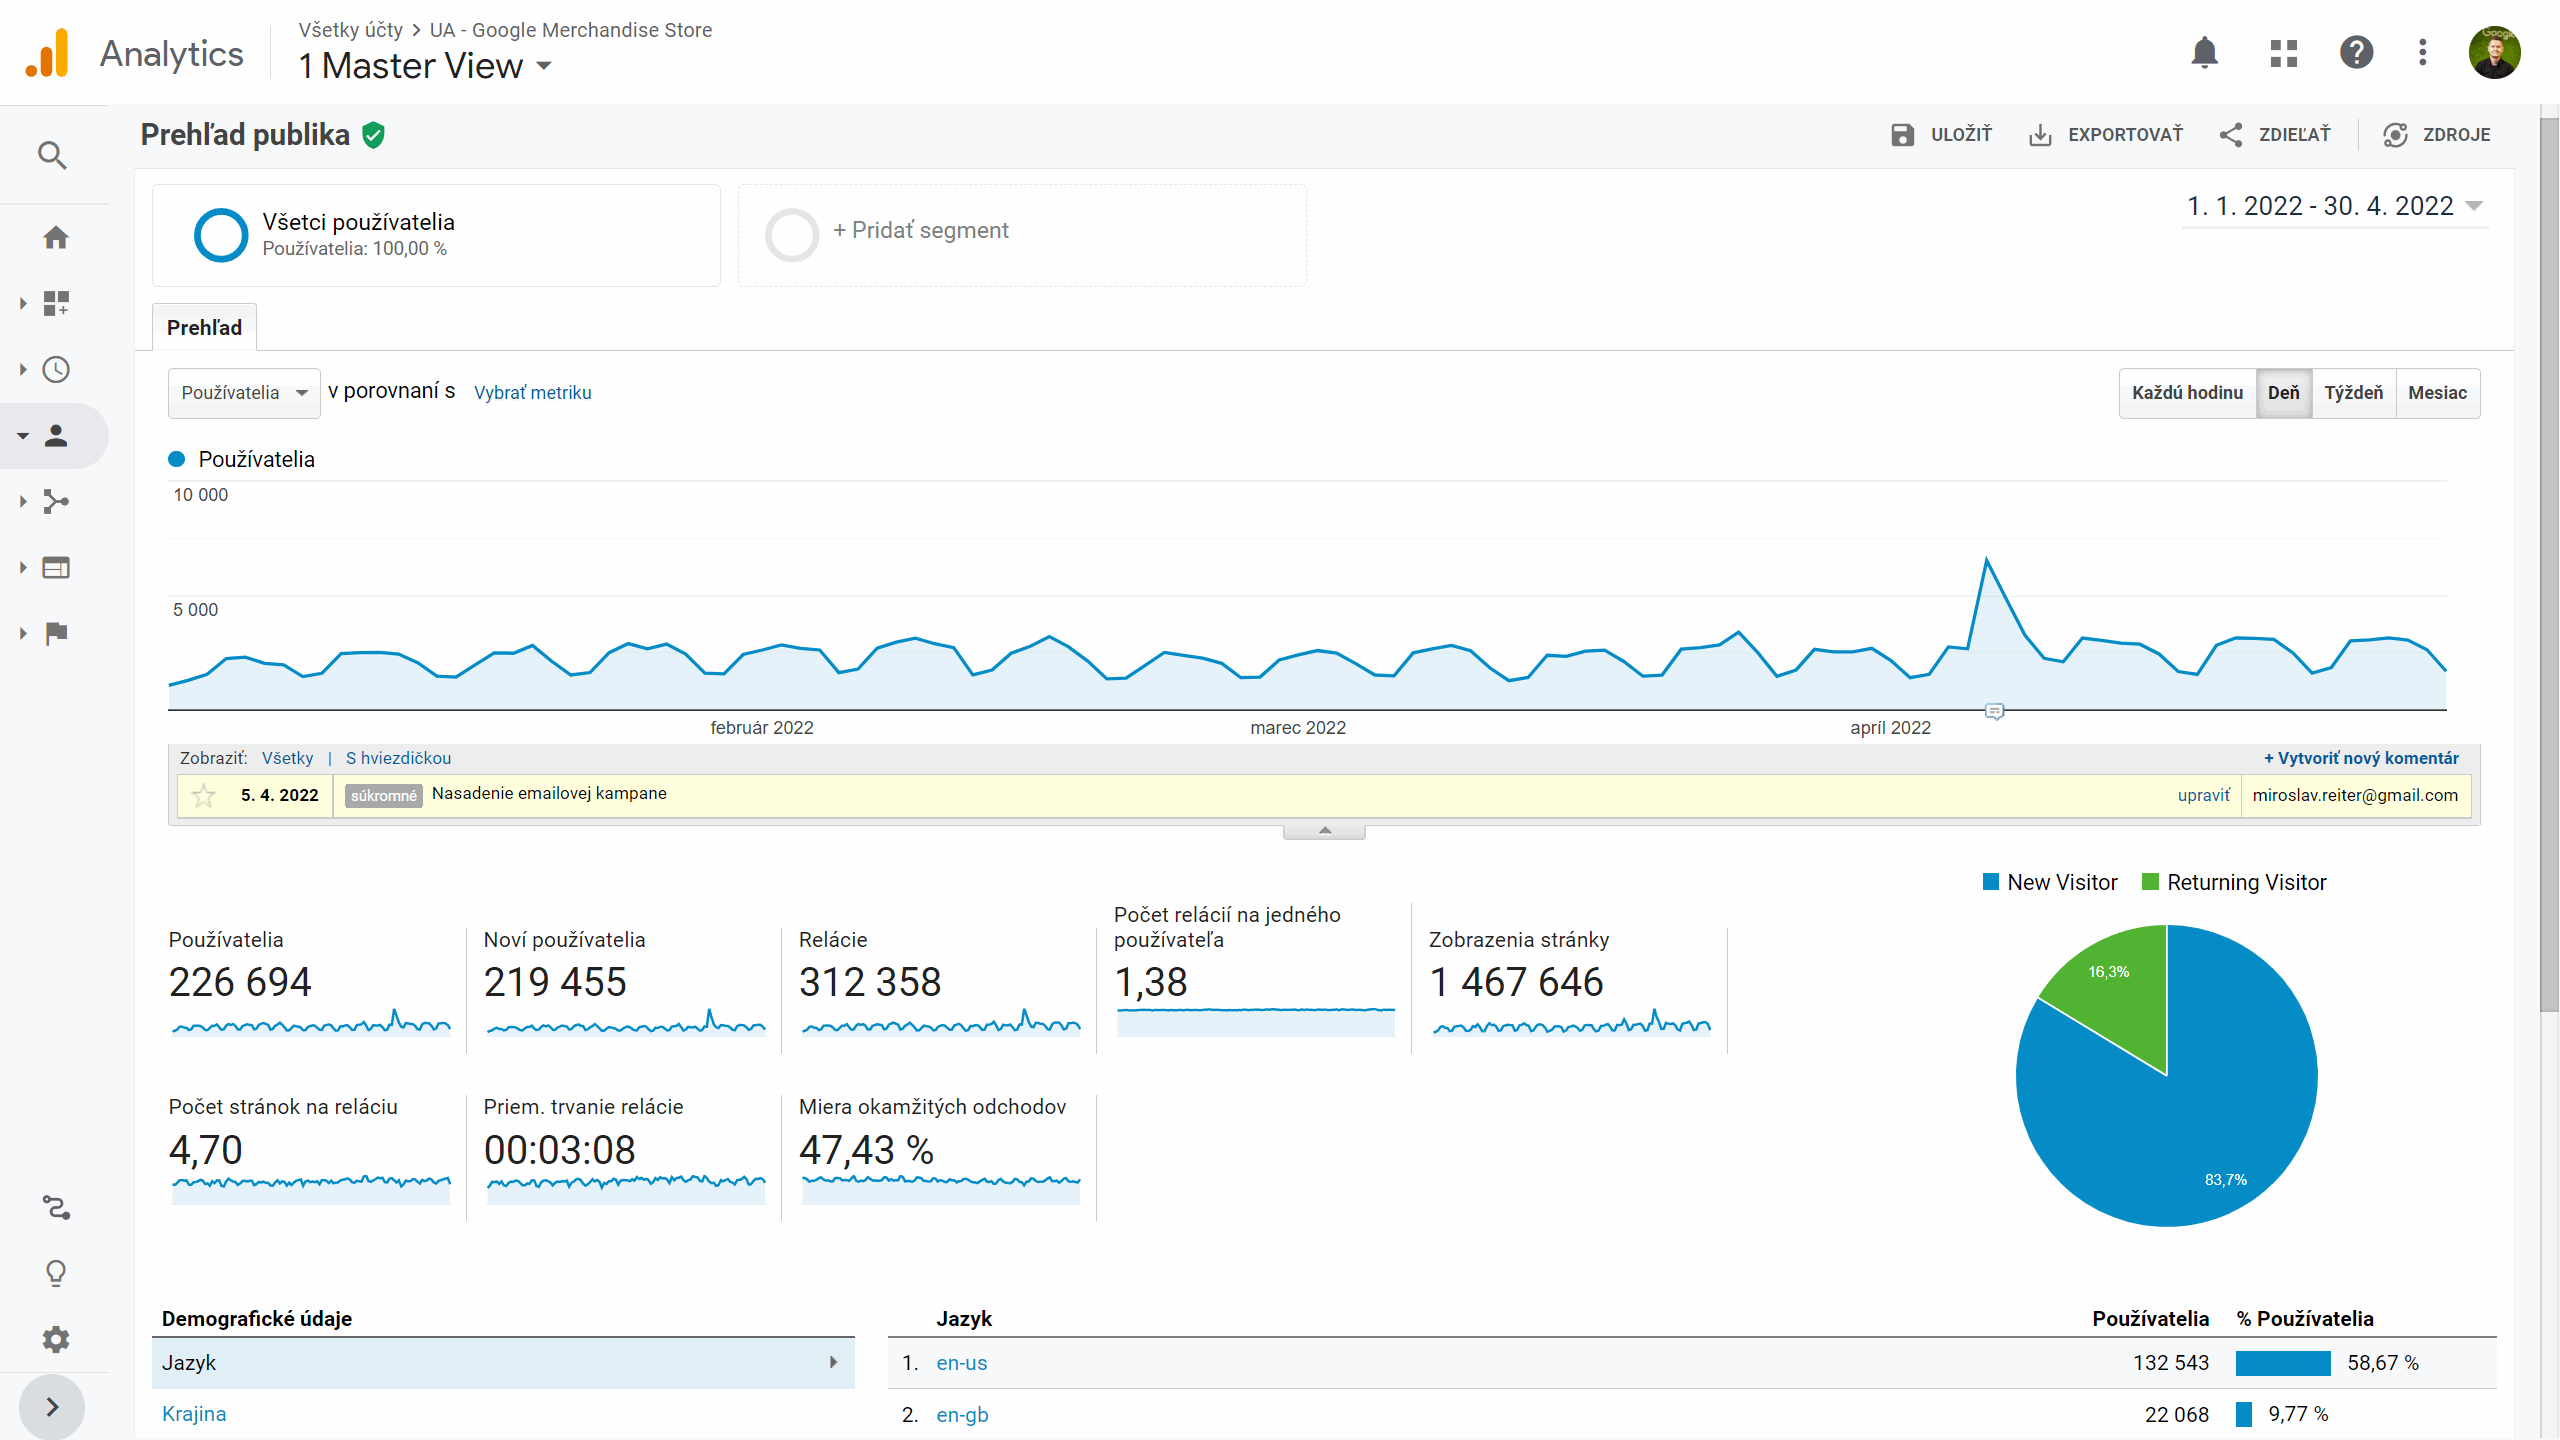 Analytics
Všetky účty > UA - Google Merchandise Store
1 Master View
Google
Prehľad publika
ULOŽIŤ
EXPORTOVAŤ
ZDIEĽAŤ
ZDROJE
Všetci používatelia
Používatelia: 100,00 %
+ Pridať segment
1. 1. 2022 - 30. 4. 2022
Prehľad
Používatelia
v porovnaní s
Vybrať metriku
Každú hodinu
Deň
Týždeň
Mesiac
Používatelia
10 000
5 000
február 2022
marec 2022
apríl 2022
Zobraziť: Všetky | S hviezdičkou
+ Vytvoriť nový komentár
5. 4. 2022 súkromné Nasadenie emailovej kampane upraviť miroslav.reiter@gmail.com
New Visitor
Returning Visitor
16,3%
83,7%
Používatelia
226 694
Noví používatelia
219 455
Relácie
312 358
Počet relácií na jedného
používateľa
1,38
Zobrazenia stránky
1 467 646
Počet stránok na reláciu
4,70
Priem. trvanie relácie
00:03:08
Miera okamžitých odchodov
47,43 %
Demografické údaje
Jazyk
Krajina
Jazyk Používatelia % Používatelia
1. en-us 132 543 58,67 %
2. en-gb 22 068 9,77 %